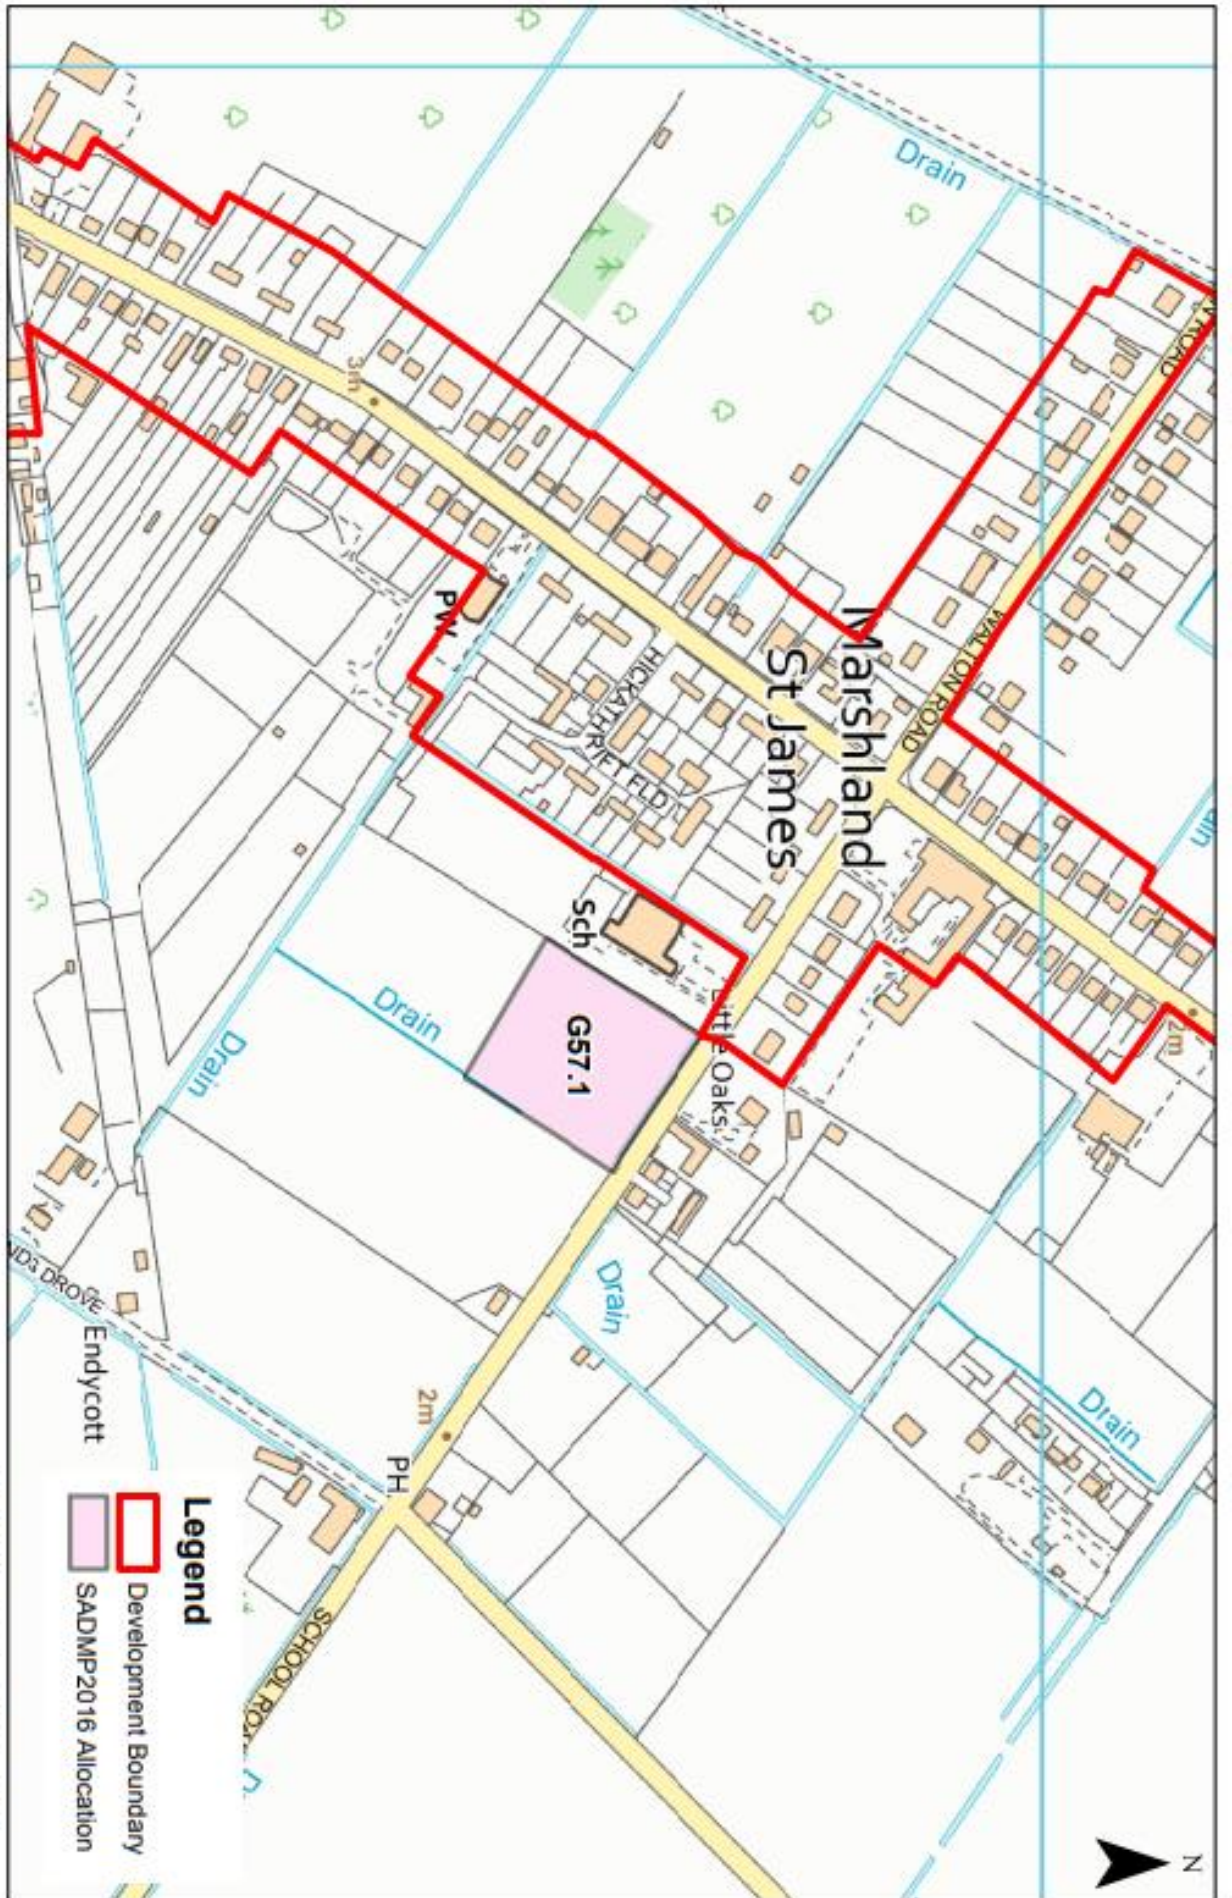 N
Drain
WALTON ROAD
ROAD
Marshland
St James
3m
2m
HICKATHRIFT FLD
PW
Sch
Little Oaks
G57.1
Drain
Drain
Drain
Drain
2m
PH
DROVE
Endycott
SCHOOL
Legend
Development Boundary
SADMP2016 Allocation